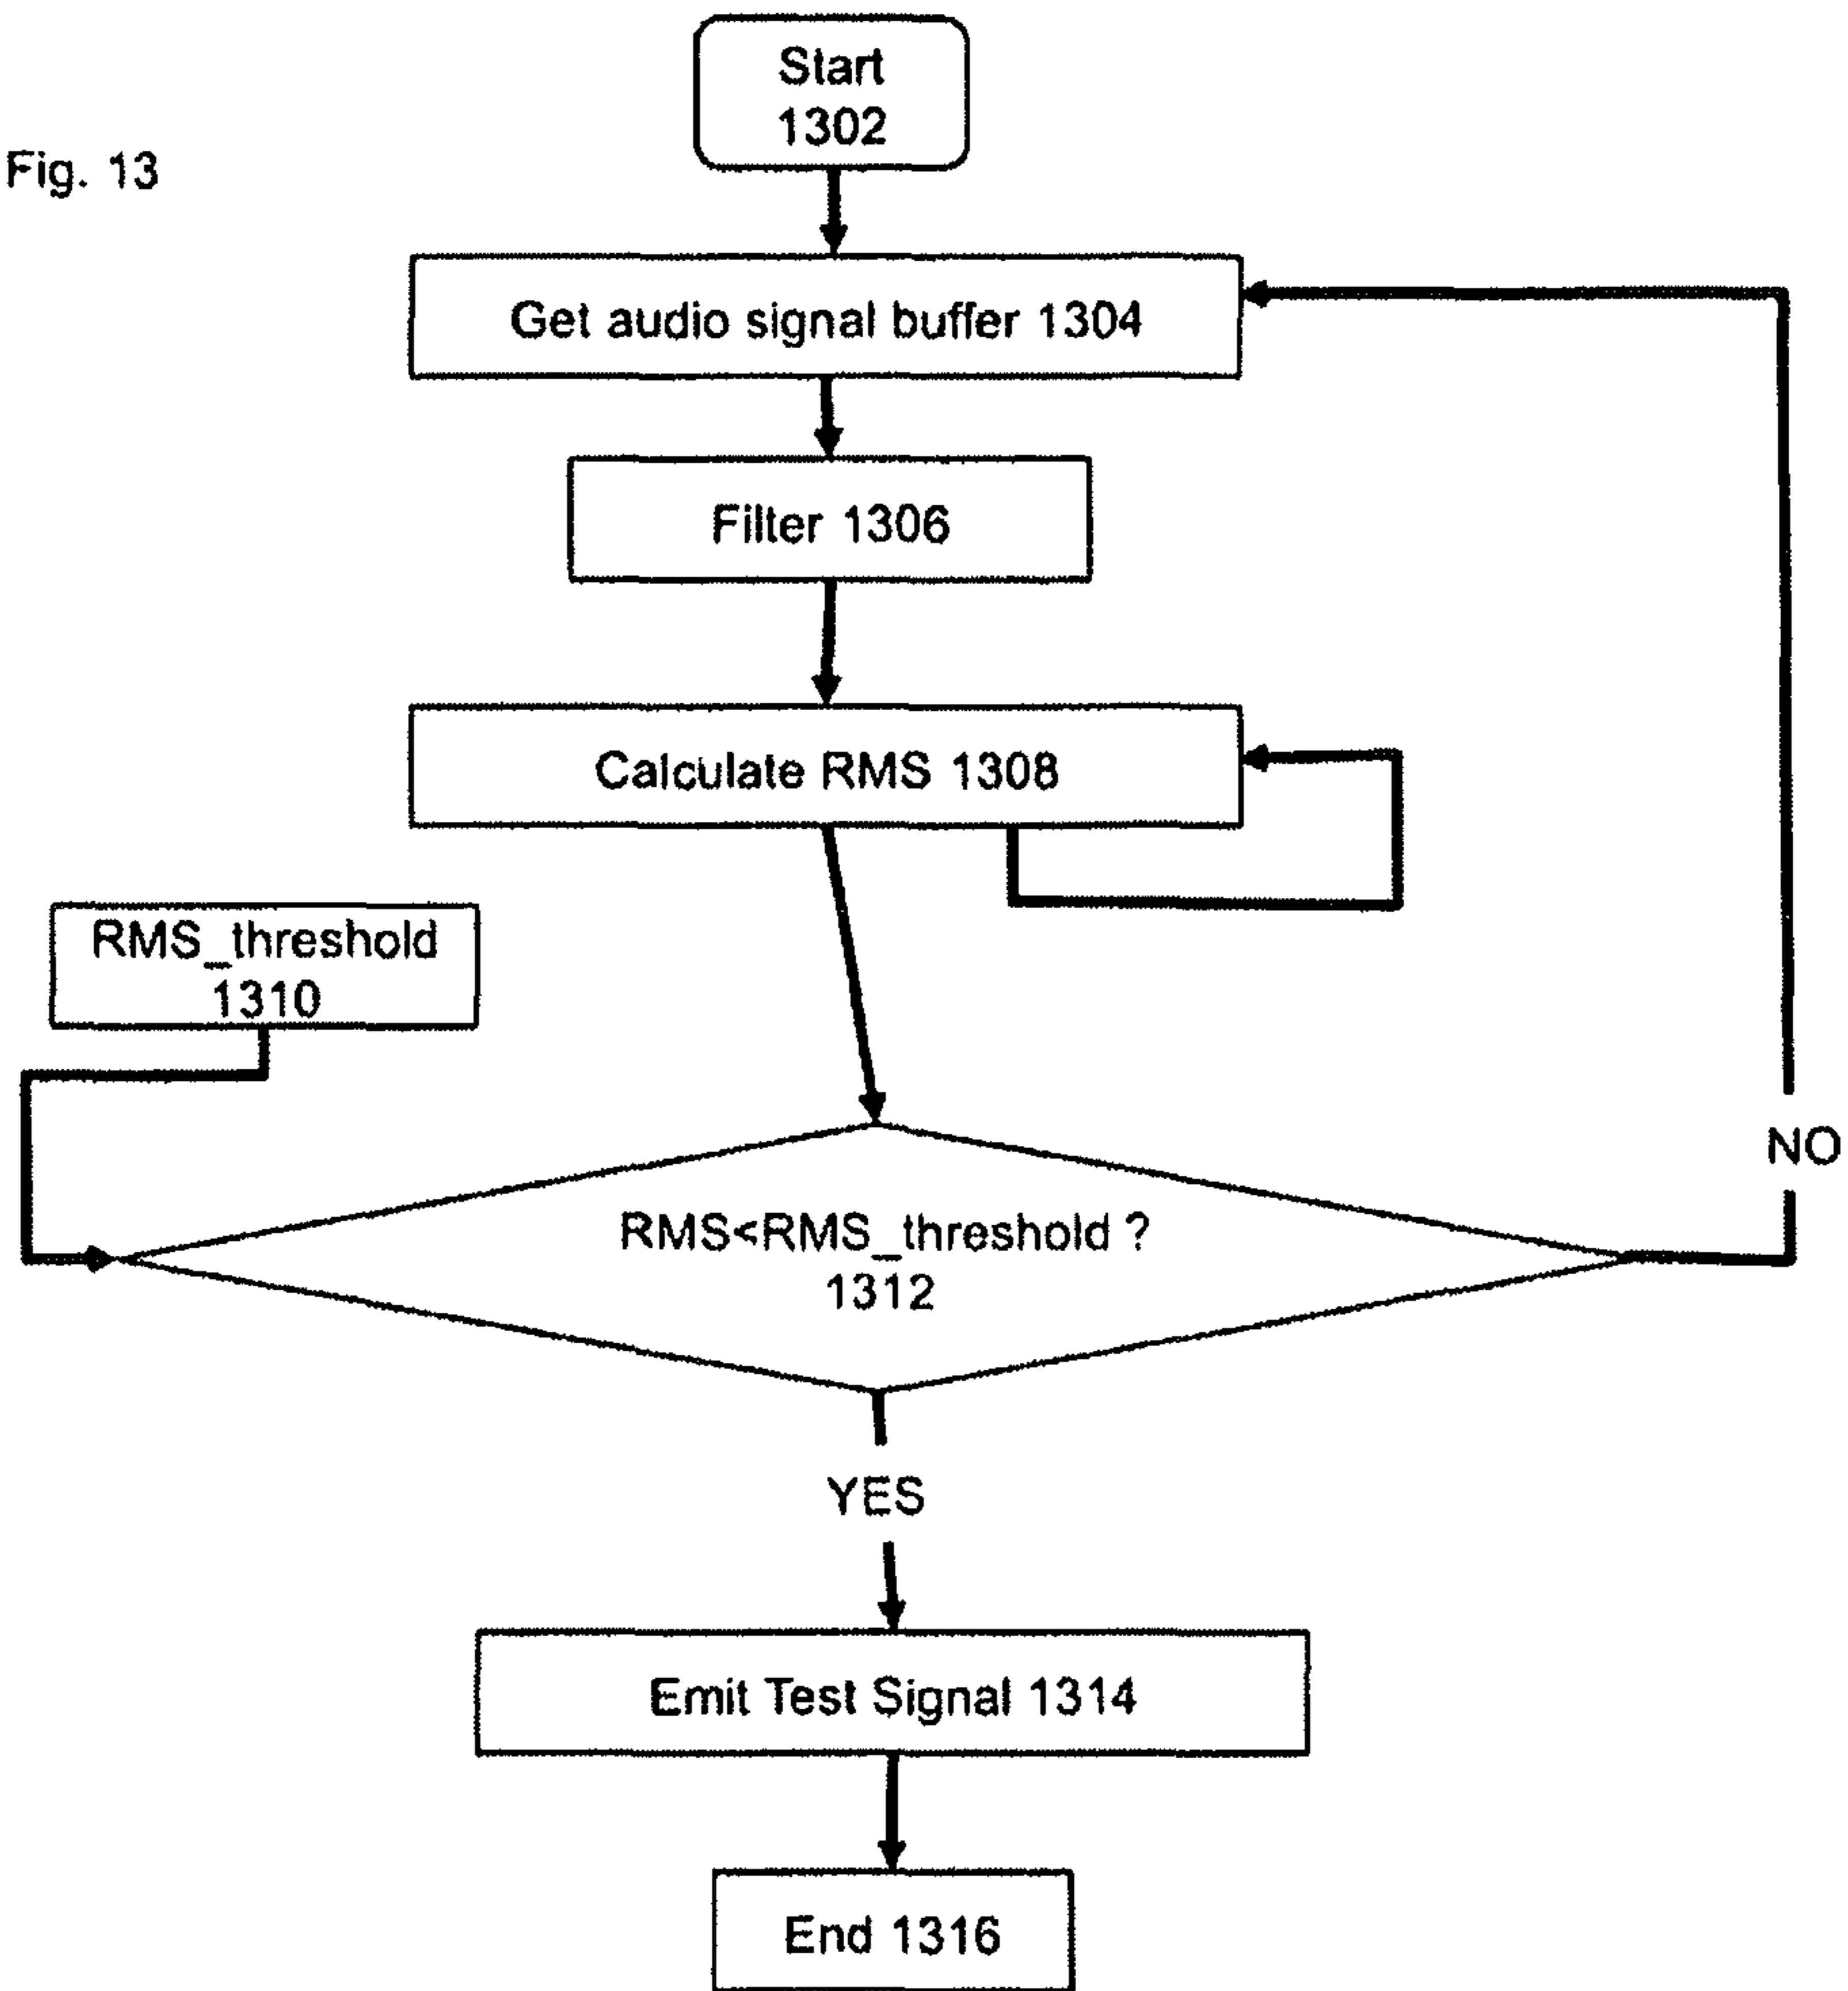 Start
1302
Fig. 13
Get audio signal buffer 1304
Filter 1306
Calculate RMS 1308
RMS_threshold
1310
NO
RMS<RMS_threshold ?
1312
YES
Emit Test Signal 1314
End 1316